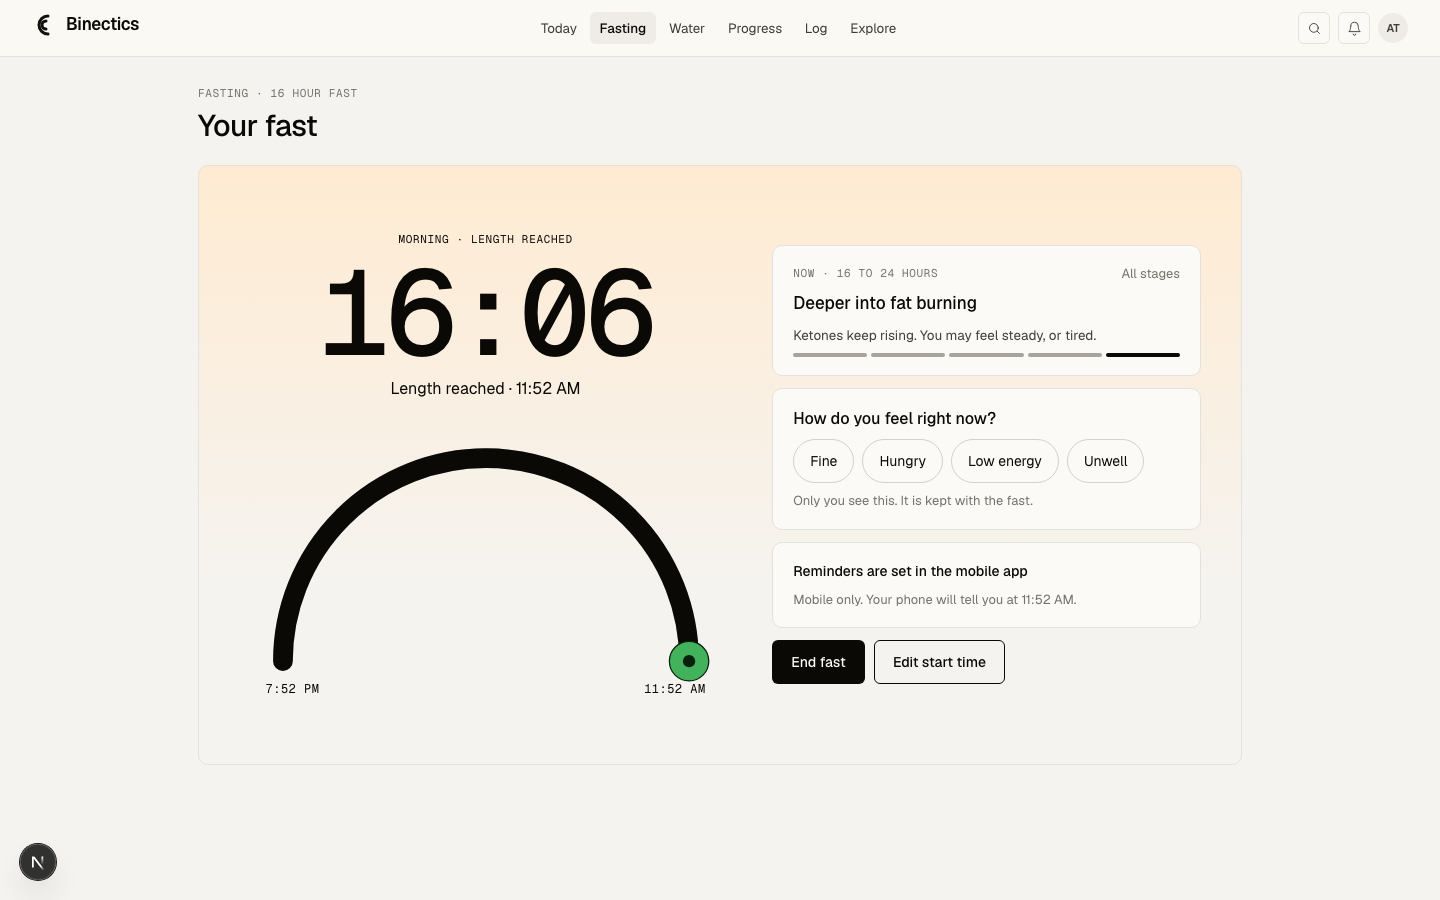 Binectics
Today
Fasting
Water
Progress
Log
Explore
AT
FASTING · 16 HOUR FAST
Your fast
MORNING · LENGTH REACHED
16:06
Length reached · 11:52 AM
7:52 PM
11:52 AM
NOW · 16 TO 24 HOURS
All stages
Deeper into fat burning
Ketones keep rising. You may feel steady, or tired.
How do you feel right now?
Fine
Hungry
Low energy
Unwell
Only you see this. It is kept with the fast.
Reminders are set in the mobile app
Mobile only. Your phone will tell you at 11:52 AM.
End fast
Edit start time
N